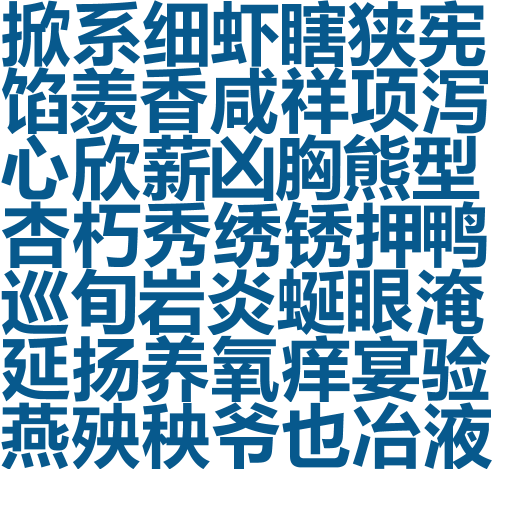 掀系细虾瞎狭宪
馅羡香咸祥项泻
心欣薪凶胸熊型
杏朽秀绣锈押鸭
巡旬岩炎蜒眼淹
延扬养氧痒宴验
燕殃秧爷也冶液